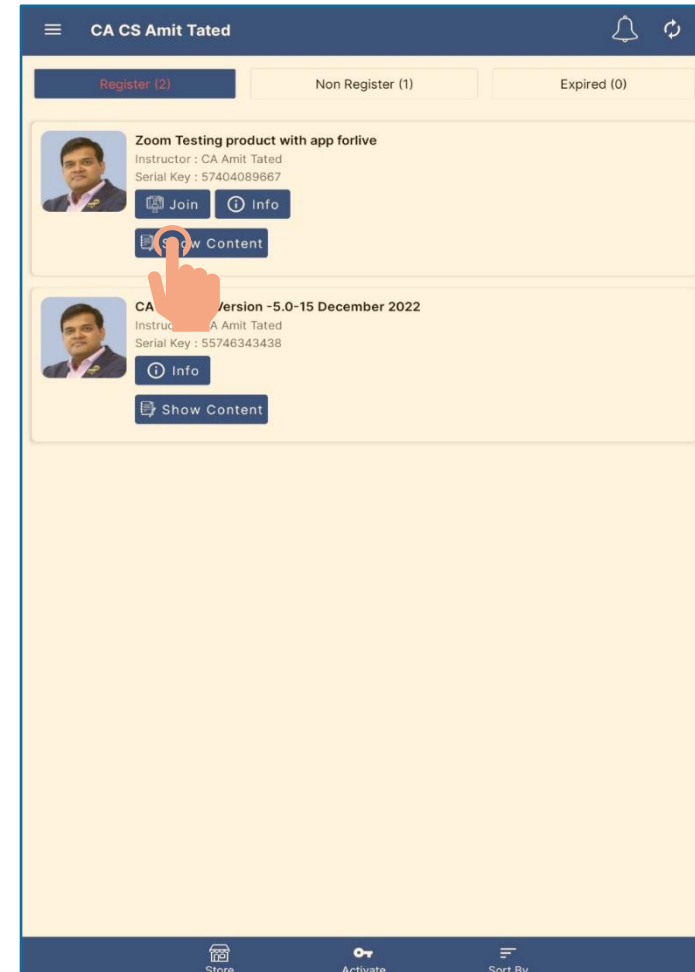 CA CS Amit Tated
Register (2) Non Register (1) Expired (0)
Zoom Testing product with app forlive
Instructor : CA Amit Tated
Serial Key : 57404089667
Join Info
Show Content
CA Version -5.0-15 December 2022
Amit Tated
Serial Key : 55746343438
Info
Show Content
Store Activate Sort By